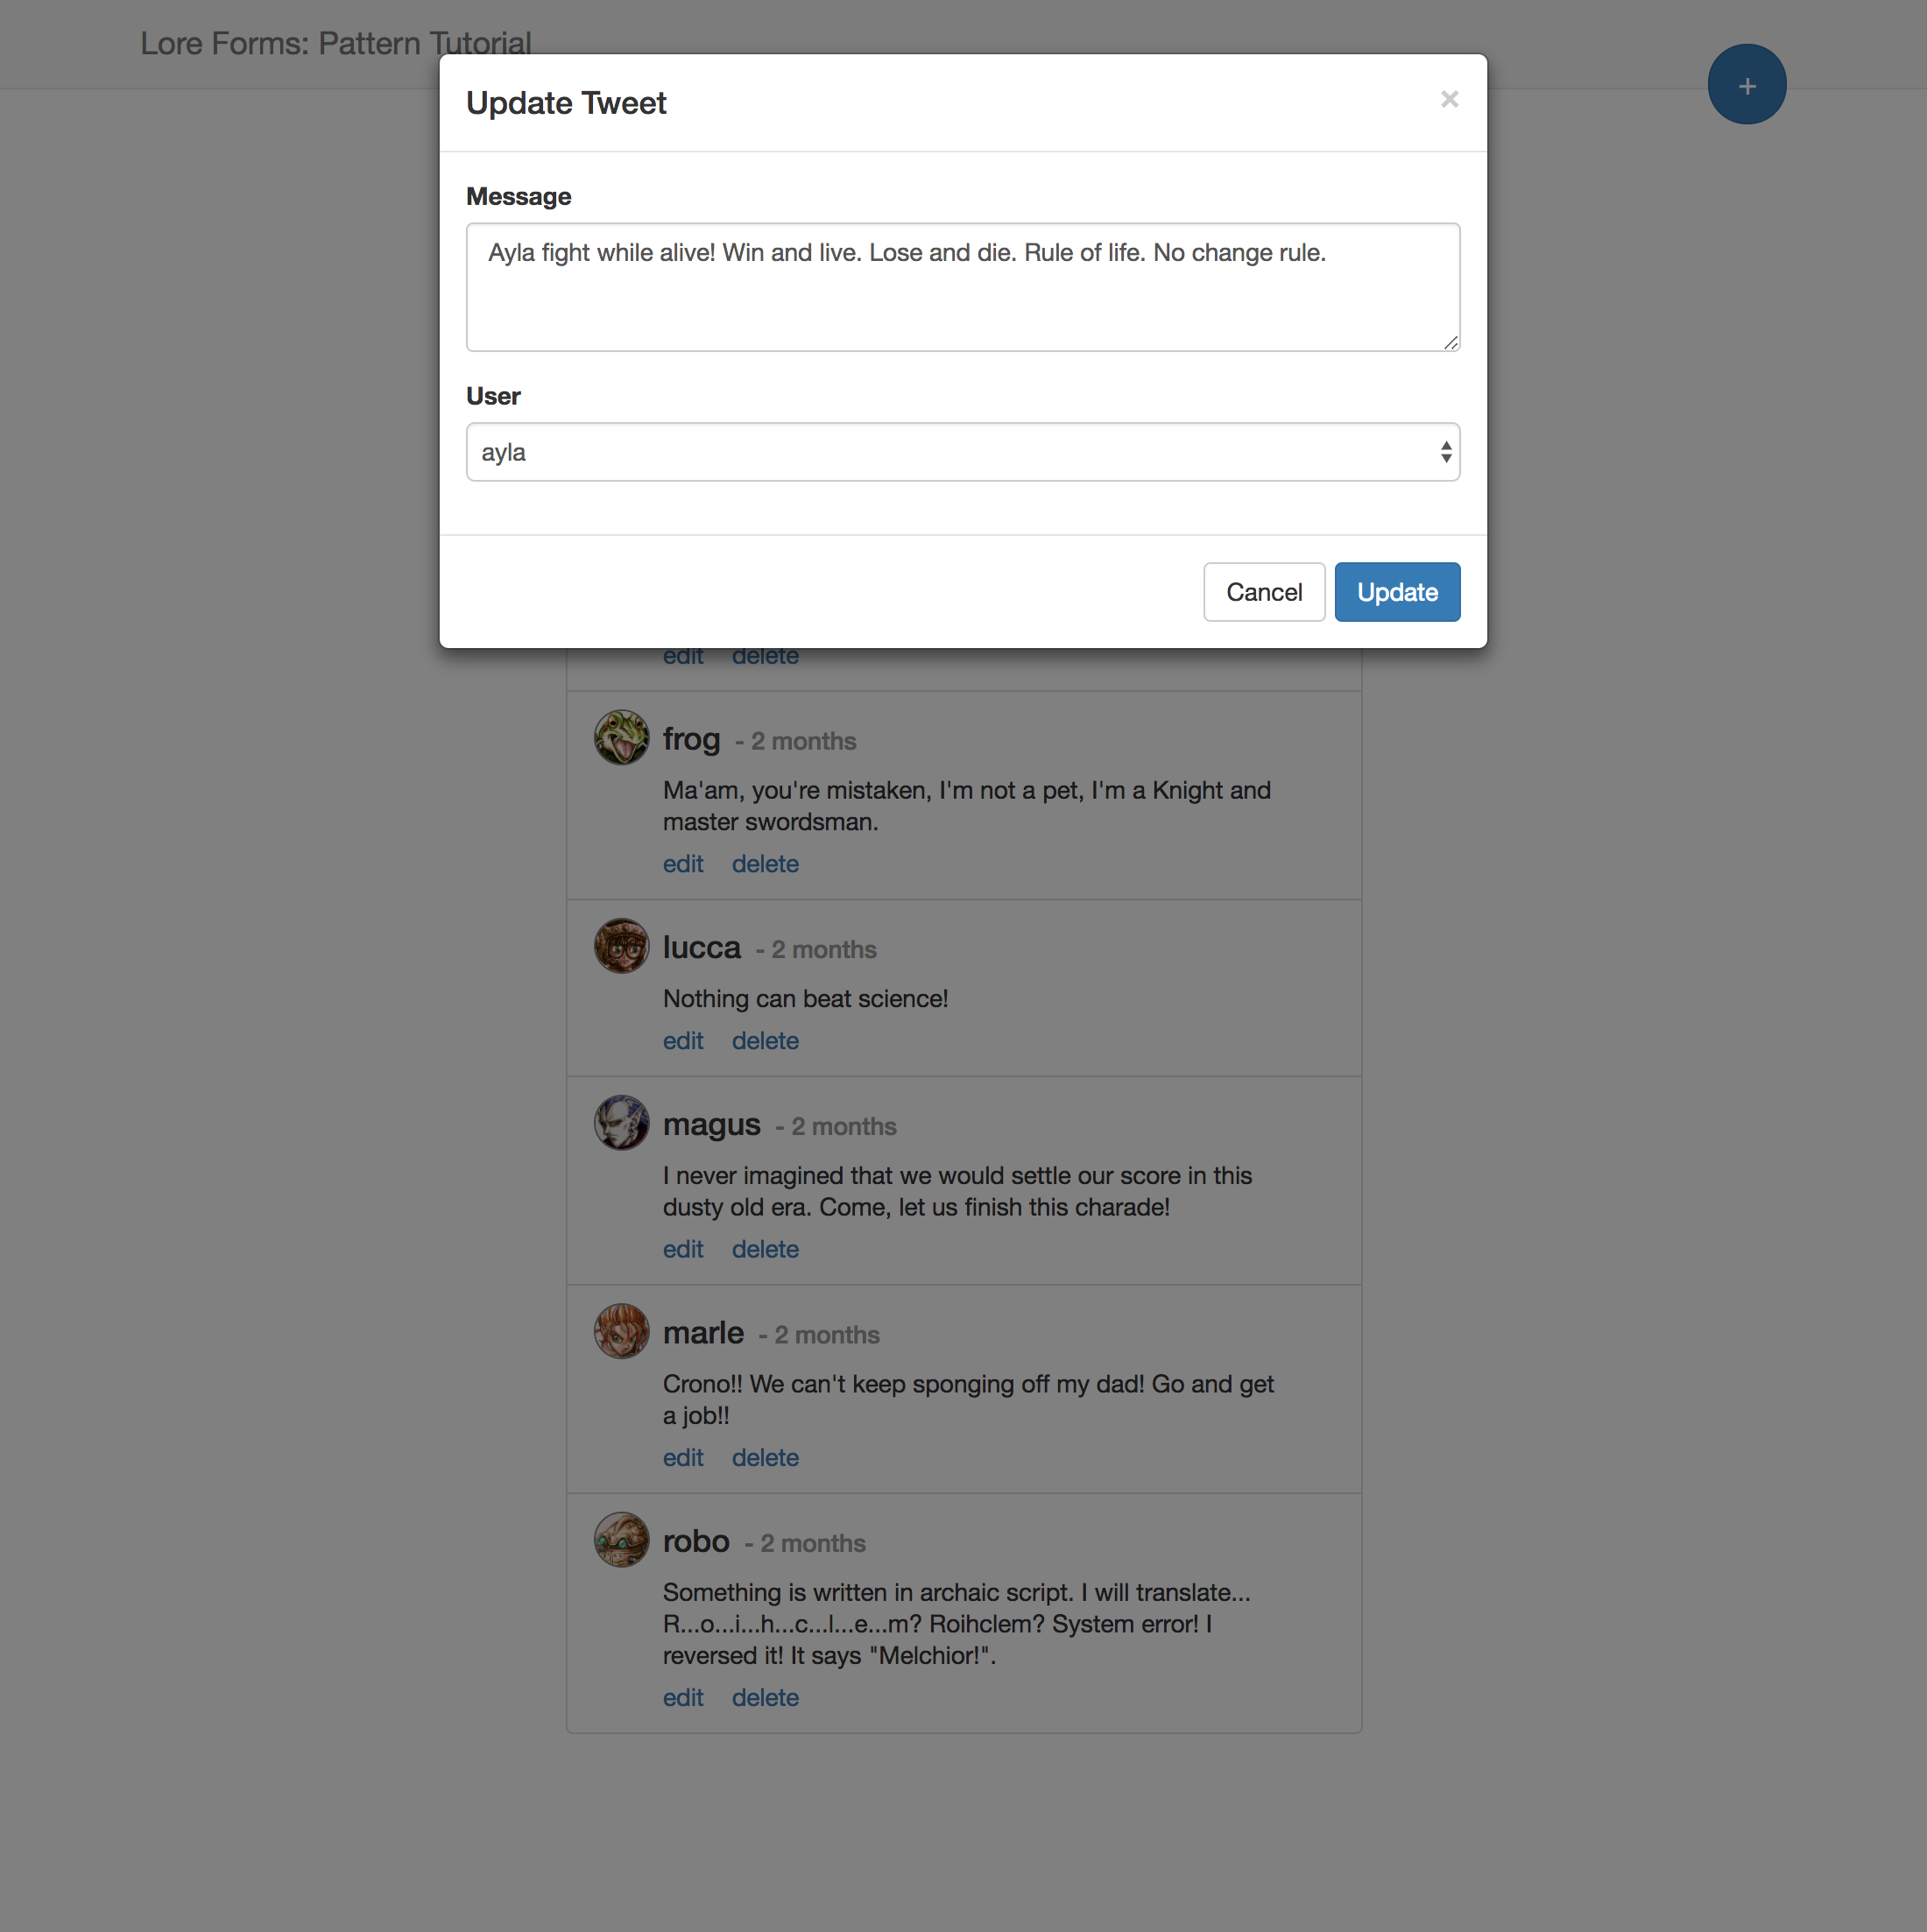 Lore Forms: Pattern Tutorial
+
Update Tweet
×
Message
Ayla fight while alive! Win and live. Lose and die. Rule of life. No change rule.
User
ayla
Cancel Update
edit delete
frog - 2 months
Ma'am, you're mistaken, I'm not a pet, I'm a Knight and
master swordsman.
edit delete
lucca - 2 months
Nothing can beat science!
edit delete
magus - 2 months
I never imagined that we would settle our score in this
dusty old era. Come, let us finish this charade!
edit delete
marle - 2 months
Crono!! We can't keep sponging off my dad! Go and get
a job!!
edit delete
robo - 2 months
Something is written in archaic script. I will translate...
R...o...i...h...c...l...e...m? Roihclem? System error! I
reversed it! It says "Melchior!".
edit delete